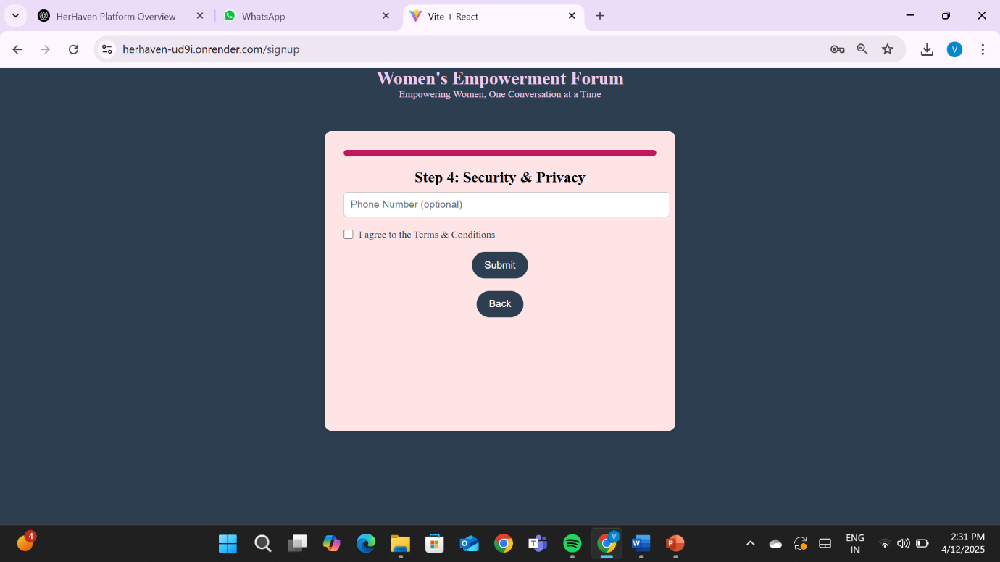 HerHaven Platform Overview
WhatsApp
Vite + React
herhaven-ud9i.onrender.com/signup
V
Women's Empowerment Forum
Empowering Women, One Conversation at a Time
Step 4: Security & Privacy
Phone Number (optional)
I agree to the Terms & Conditions
Submit
Back
4
ENG
IN
2:31 PM
4/12/2025